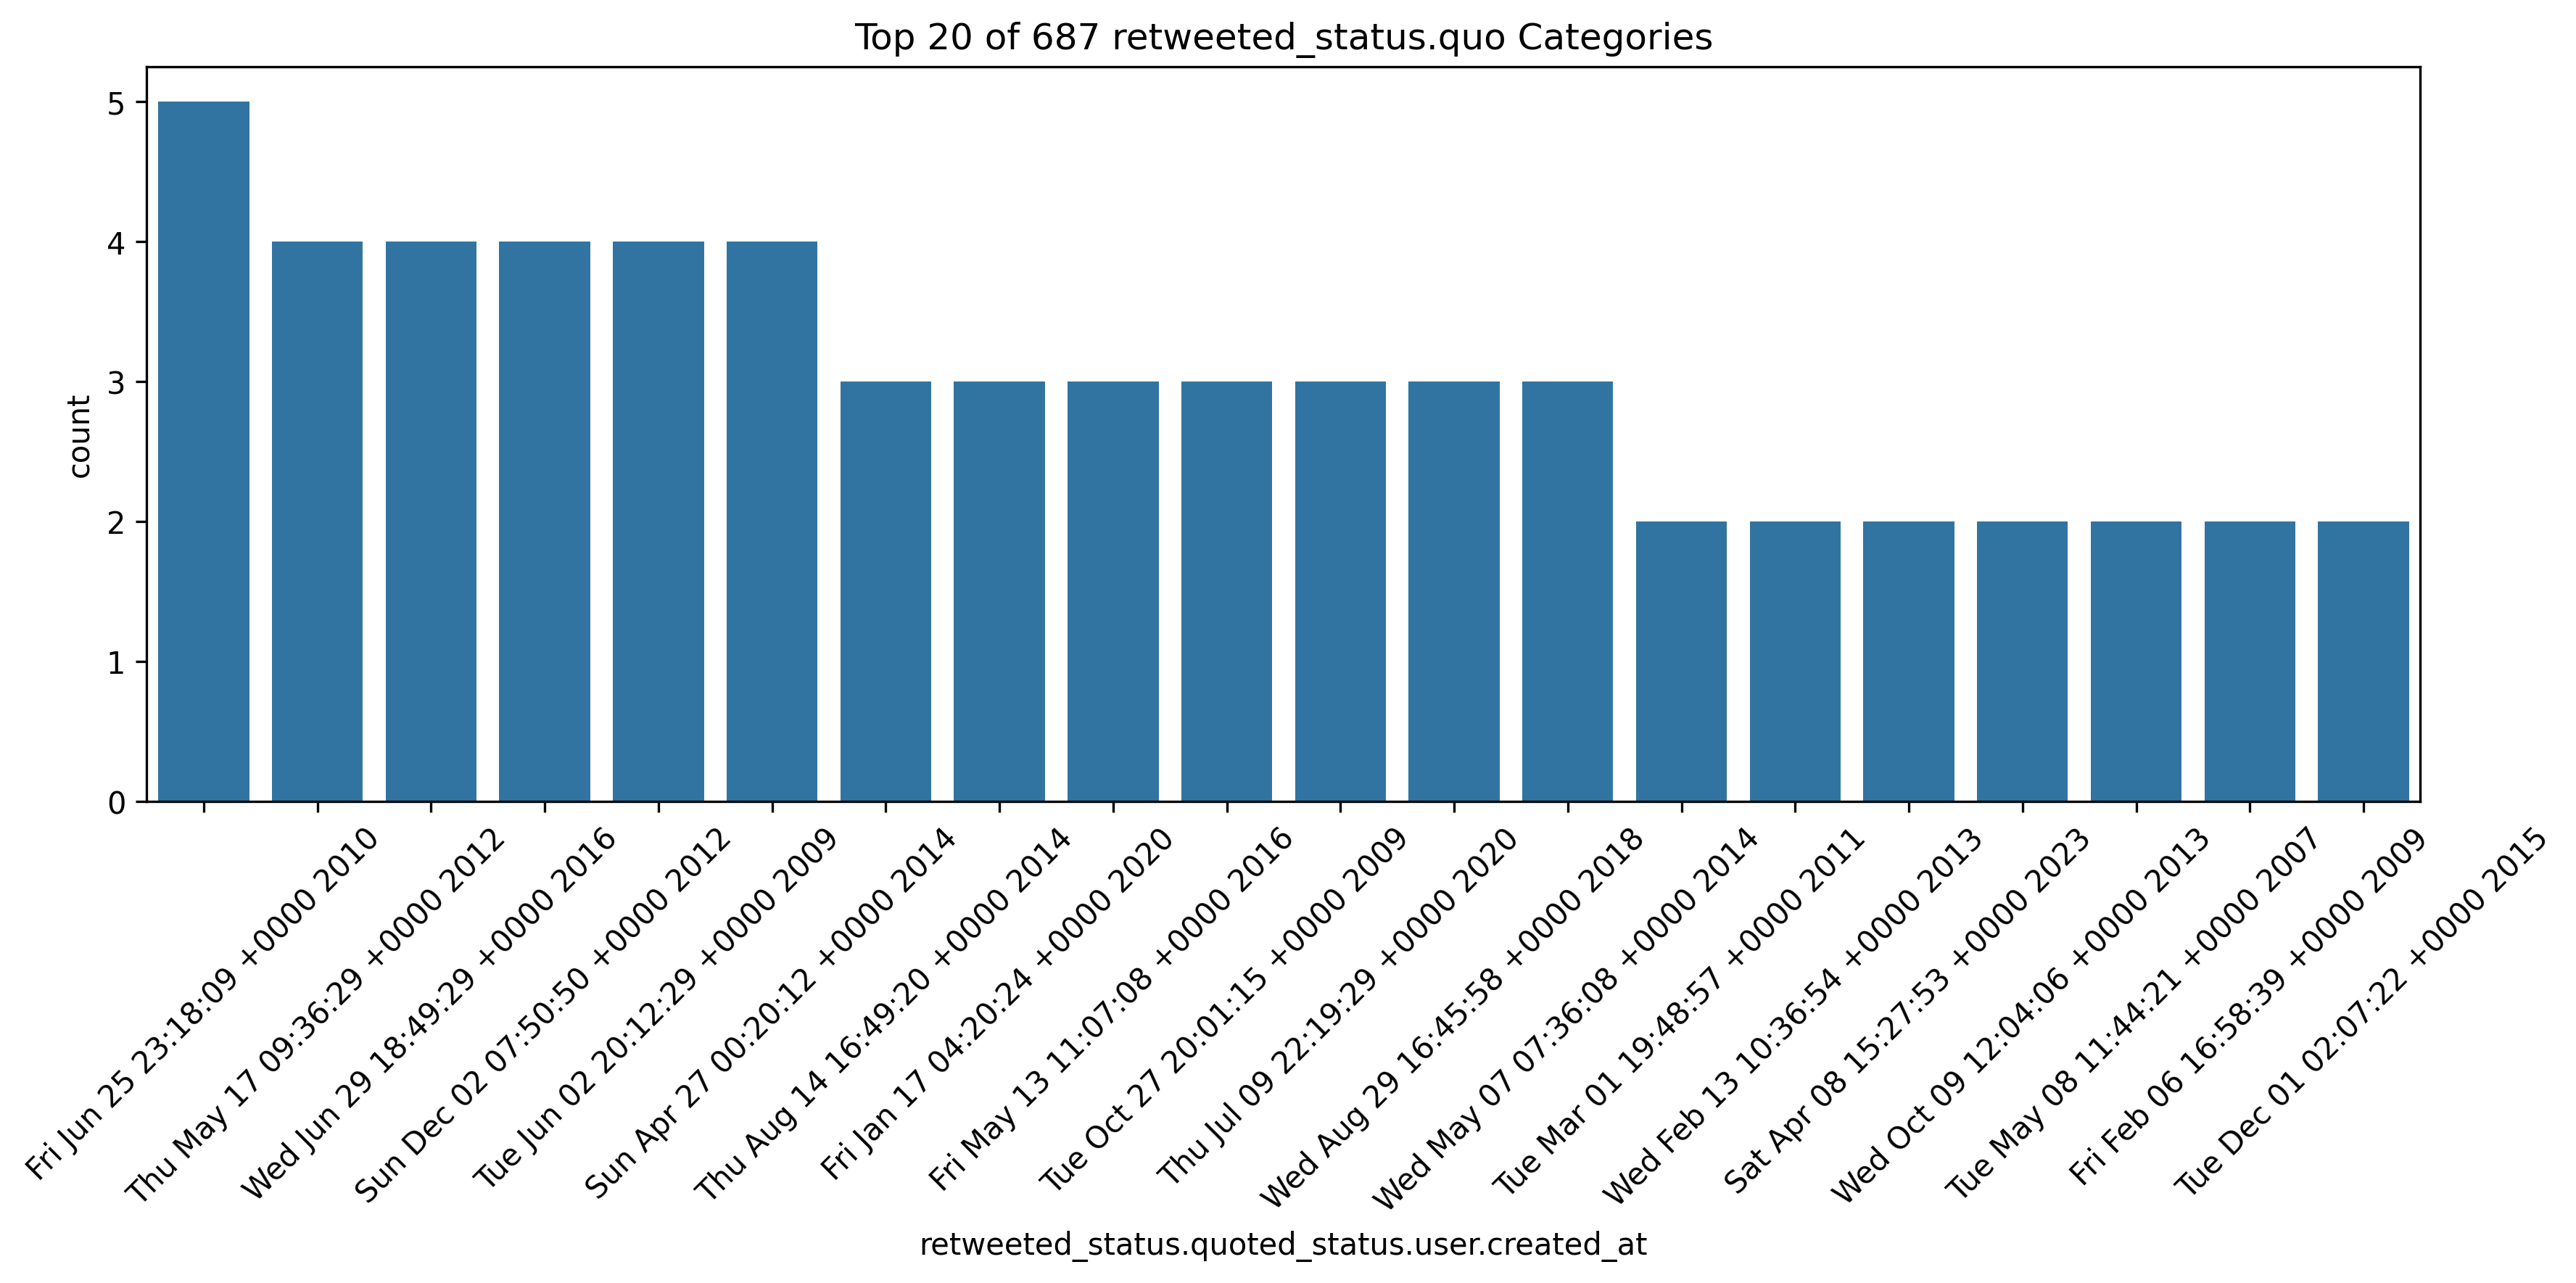 Top 20 of 687 retweeted_status.quo Categories
5
4
3
2
1
0
count
Fri Jun 25 23:18:09 +0000 2010
Thu May 17 09:36:29 +0000 2012
Wed Jun 29 18:49:29 +0000 2016
Sun Dec 02 07:50:50 +0000 2012
Tue Jun 02 20:12:29 +0000 2009
Sun Apr 27 00:20:12 +0000 2014
Thu Aug 14 16:49:20 +0000 2014
Fri Jan 17 04:20:24 +0000 2020
Fri May 13 11:07:08 +0000 2016
Tue Oct 27 20:01:15 +0000 2009
Thu Jul 09 22:19:29 +0000 2020
Wed Aug 29 16:45:58 +0000 2018
Wed May 07 07:36:08 +0000 2014
Tue Mar 01 19:48:57 +0000 2011
Wed Feb 13 10:36:54 +0000 2013
Sat Apr 08 15:27:53 +0000 2023
Wed Oct 09 12:04:06 +0000 2013
Tue May 08 11:44:21 +0000 2007
Fri Feb 06 16:58:39 +0000 2009
Tue Dec 01 02:07:22 +0000 2015
retweeted_status.quoted_status.user.created_at